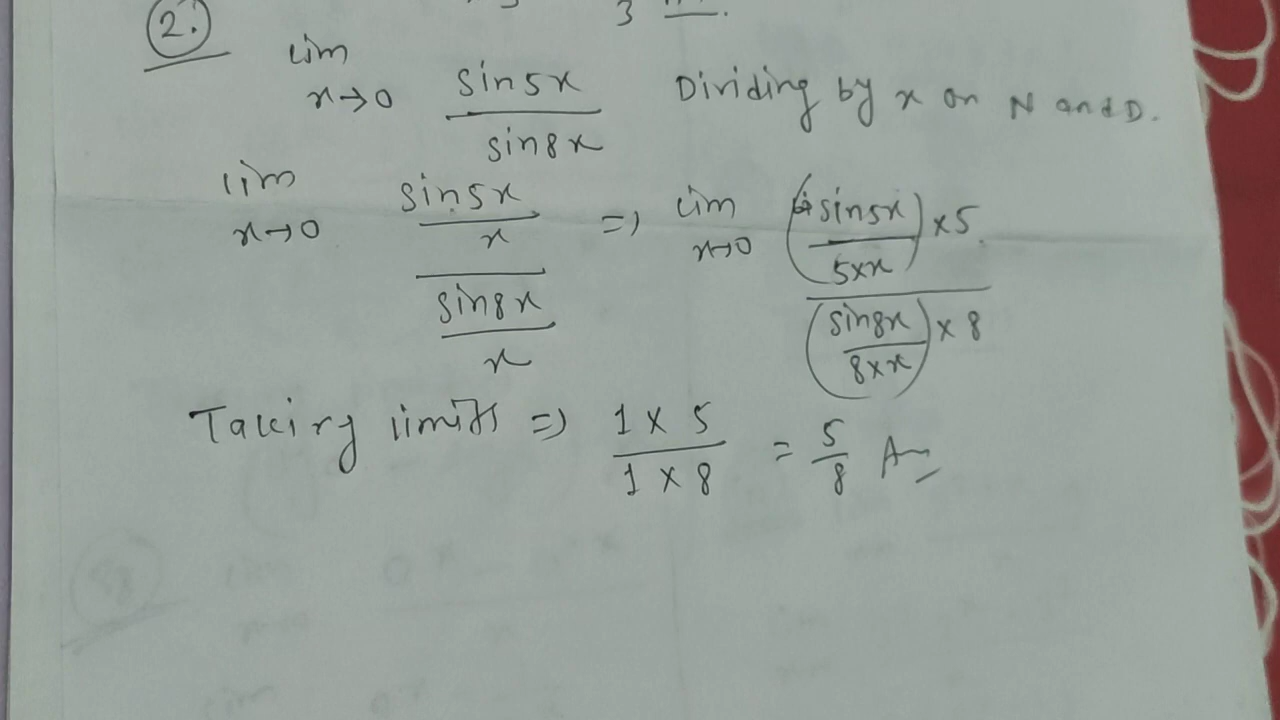 3
2.
lim x→0 sin5x / sin8x Dividing by x on N and D.
lim x→0 (sin5x / x) / (sin8x / x) => lim x→0 ((sin5x / 5×x) × 5) / ((sin8x / 8×x) × 8)
Taking limits => 1 × 5 / 1 × 8 = 5/8 Ans